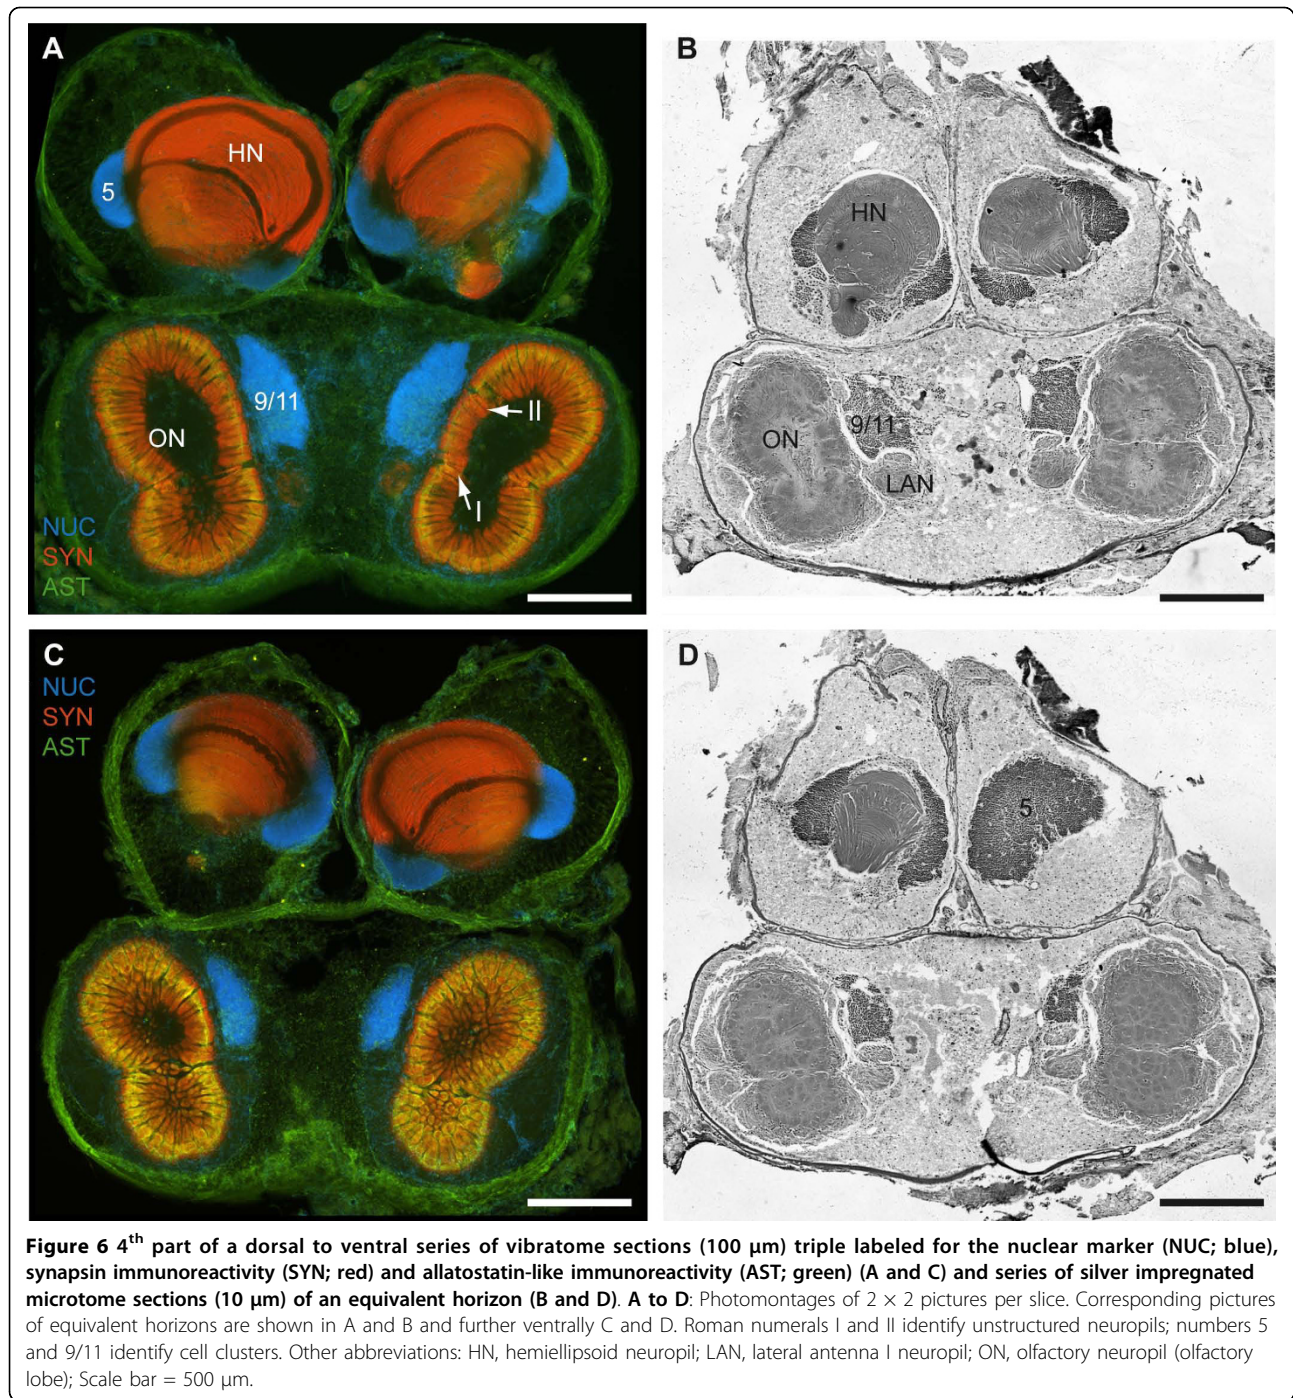 A
HN
5
9/11
II
ON
I
NUC
SYN
AST
B
HN
9/11
ON
LAN
C
NUC
SYN
AST
D
5
Figure 6 4th part of a dorsal to ventral series of vibratome sections (100 µm) triple labeled for the nuclear marker (NUC; blue),
synapsin immunoreactivity (SYN; red) and allatostatin-like immunoreactivity (AST; green) (A and C) and series of silver impregnated
microtome sections (10 µm) of an equivalent horizon (B and D). A to D: Photomontages of 2 × 2 pictures per slice. Corresponding pictures
of equivalent horizons are shown in A and B and further ventrally C and D. Roman numerals I and II identify unstructured neuropils; numbers 5
and 9/11 identify cell clusters. Other abbreviations: HN, hemiellipsoid neuropil; LAN, lateral antenna I neuropil; ON, olfactory neuropil (olfactory
lobe); Scale bar = 500 µm.